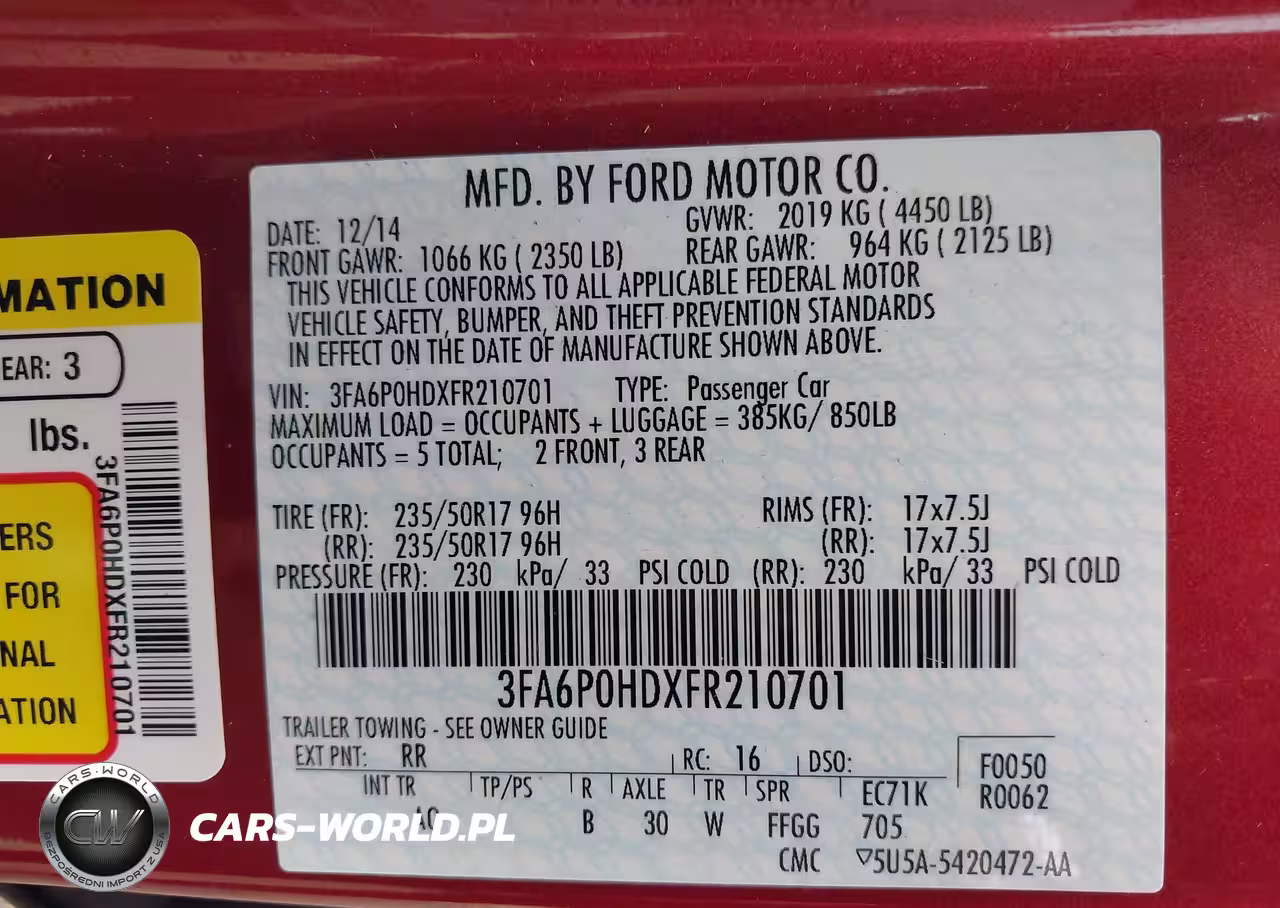 MFD. BY FORD MOTOR CO.
DATE: 12/14 GVWR: 2019 KG ( 4450 LB)
FRONT GAWR: 1066 KG ( 2350 LB) REAR GAWR: 964 KG ( 2125 LB)
THIS VEHICLE CONFORMS TO ALL APPLICABLE FEDERAL MOTOR
VEHICLE SAFETY, BUMPER, AND THEFT PREVENTION STANDARDS
IN EFFECT ON THE DATE OF MANUFACTURE SHOWN ABOVE.
VIN: 3FA6P0HDXFR210701 TYPE: Passenger Car
MAXIMUM LOAD = OCCUPANTS + LUGGAGE = 385KG/ 850LB
OCCUPANTS = 5 TOTAL; 2 FRONT, 3 REAR
TIRE (FR): 235/50R17 96H RIMS (FR): 17x7.5J
(RR): 235/50R17 96H (RR): 17x7.5J
PRESSURE (FR): 230 kPa/ 33 PSI COLD (RR): 230 kPa/ 33 PSI COLD
3FA6P0HDXFR210701
TRAILER TOWING - SEE OWNER GUIDE
EXT PNT: RR RC: 16 DSO: F0050
INT TR TP/PS R AXLE TR SPR EC71K R0062
B 30 W FFGG 705
CMC ▽5U5A-5420472-AA
MATION
EAR: 3
lbs.
3FA6P0HDXFR210701
ERS
FOR
NAL
ATION
CARS-WORLD
CW
BEZPOŚREDNI IMPORT Z USA
CARS-WORLD.PL